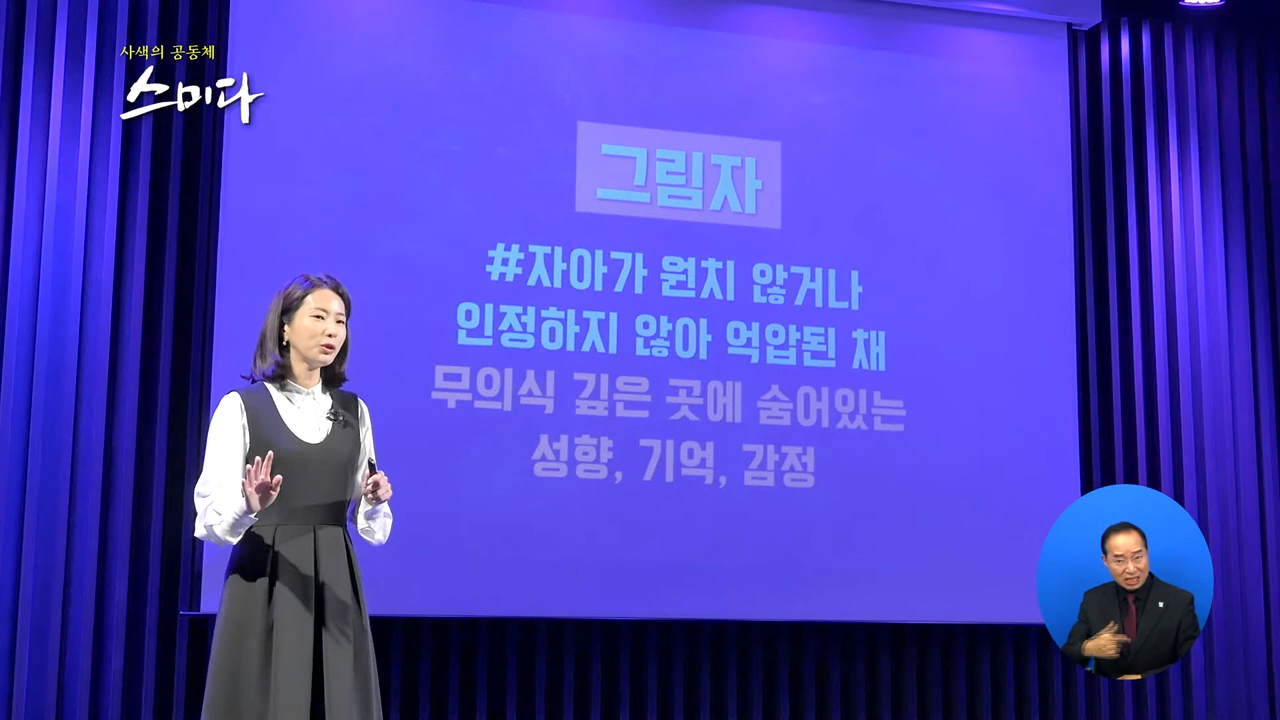 사색의 공동체
스미다
그림자
#자아가 원치 않거나
인정하지 않아 억압된 채
무의식 깊은 곳에 숨어있는
성향, 기억, 감정